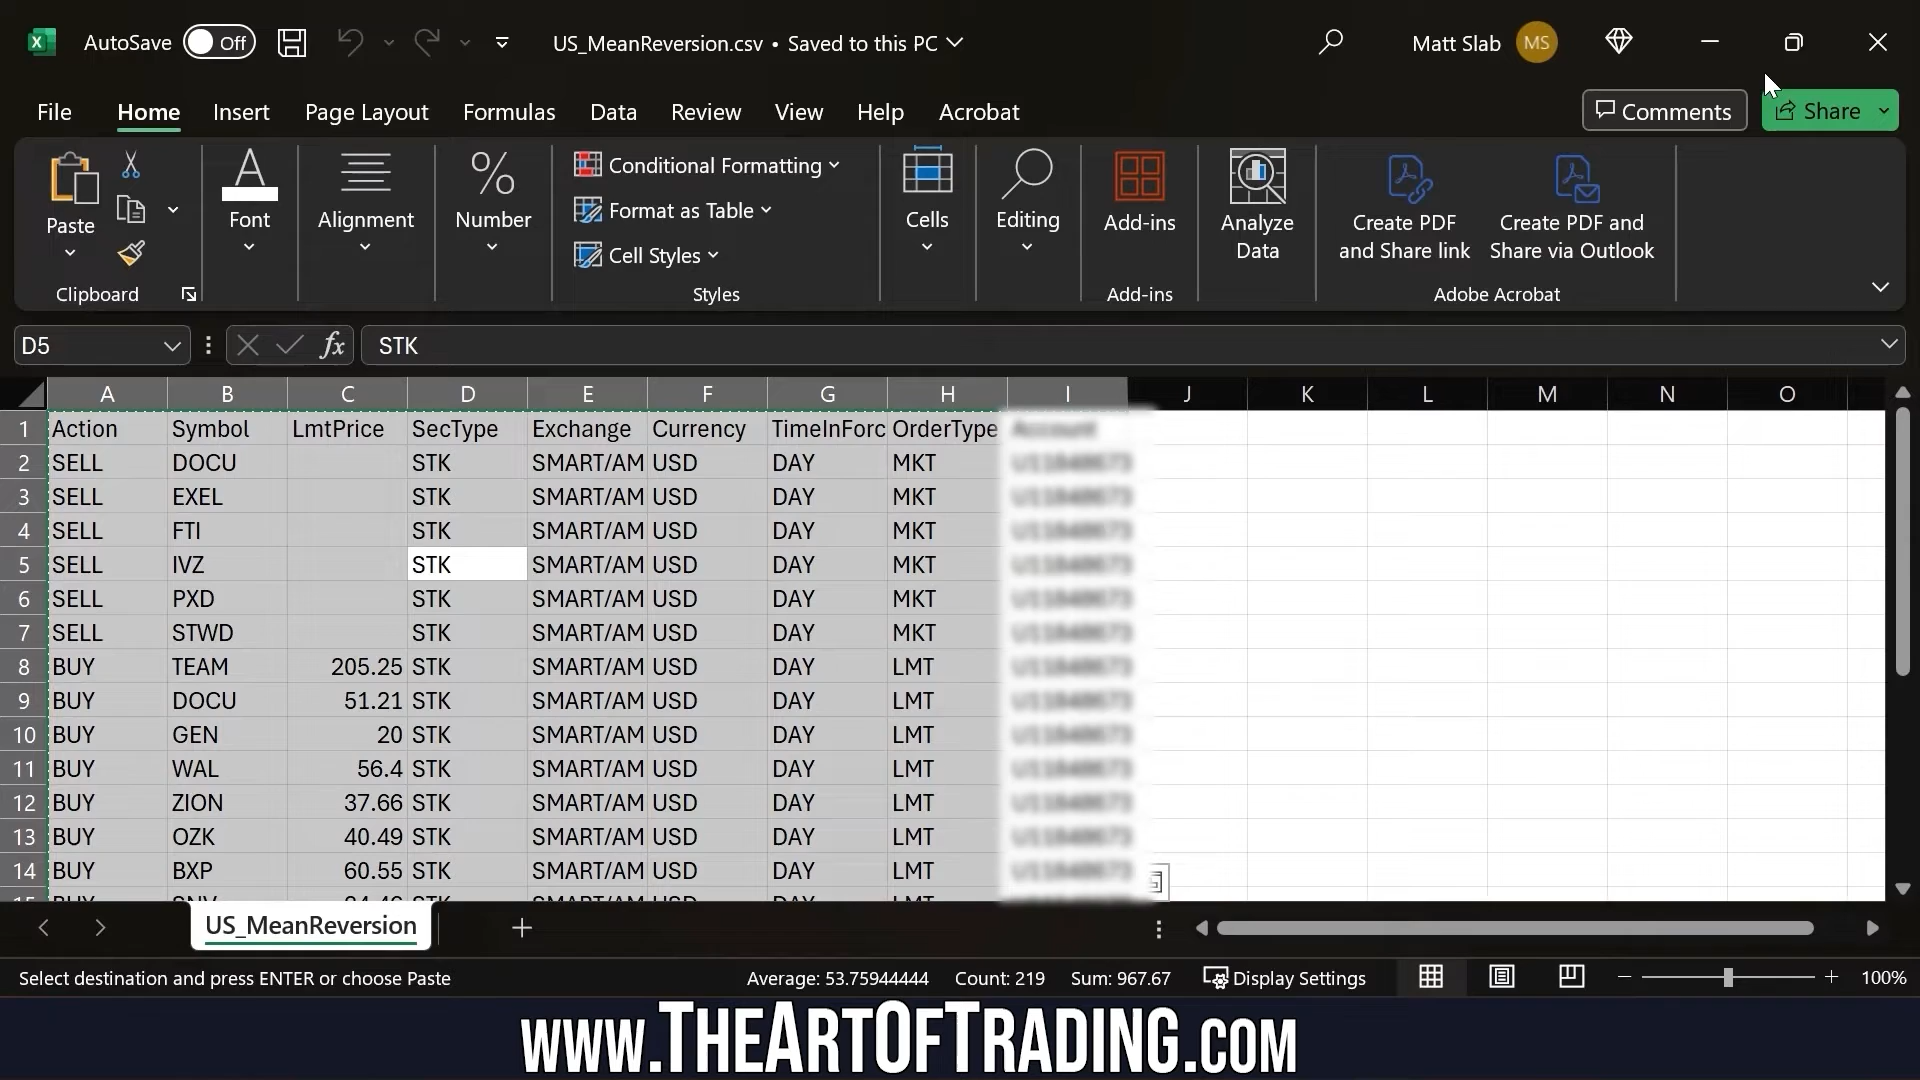 AutoSave Off US_MeanReversion.csv • Saved to this PC Matt Slab MS
File Home Insert Page Layout Formulas Data Review View Help Acrobat Comments Share
Paste Font Alignment Number Conditional Formatting Format as Table Cell Styles Cells Editing Add-ins Analyze Data Create PDF and Share link Create PDF and Share via Outlook
Clipboard Styles Add-ins Adobe Acrobat
D5 fx STK
A B C D E F G H I J K L M N O
1 Action Symbol LmtPrice SecType Exchange Currency TimeInForc OrderType
2 SELL DOCU STK SMART/AM USD DAY MKT
3 SELL EXEL STK SMART/AM USD DAY MKT
4 SELL FTI STK SMART/AM USD DAY MKT
5 SELL IVZ STK SMART/AM USD DAY MKT
6 SELL PXD STK SMART/AM USD DAY MKT
7 SELL STWD STK SMART/AM USD DAY MKT
8 BUY TEAM 205.25 STK SMART/AM USD DAY LMT
9 BUY DOCU 51.21 STK SMART/AM USD DAY LMT
10 BUY GEN 20 STK SMART/AM USD DAY LMT
11 BUY WAL 56.4 STK SMART/AM USD DAY LMT
12 BUY ZION 37.66 STK SMART/AM USD DAY LMT
13 BUY OZK 40.49 STK SMART/AM USD DAY LMT
14 BUY BXP 60.55 STK SMART/AM USD DAY LMT
US_MeanReversion
Select destination and press ENTER or choose Paste Average: 53.75944444 Count: 219 Sum: 967.67 Display Settings 100%
WWW.THEARTOFTRADING.COM